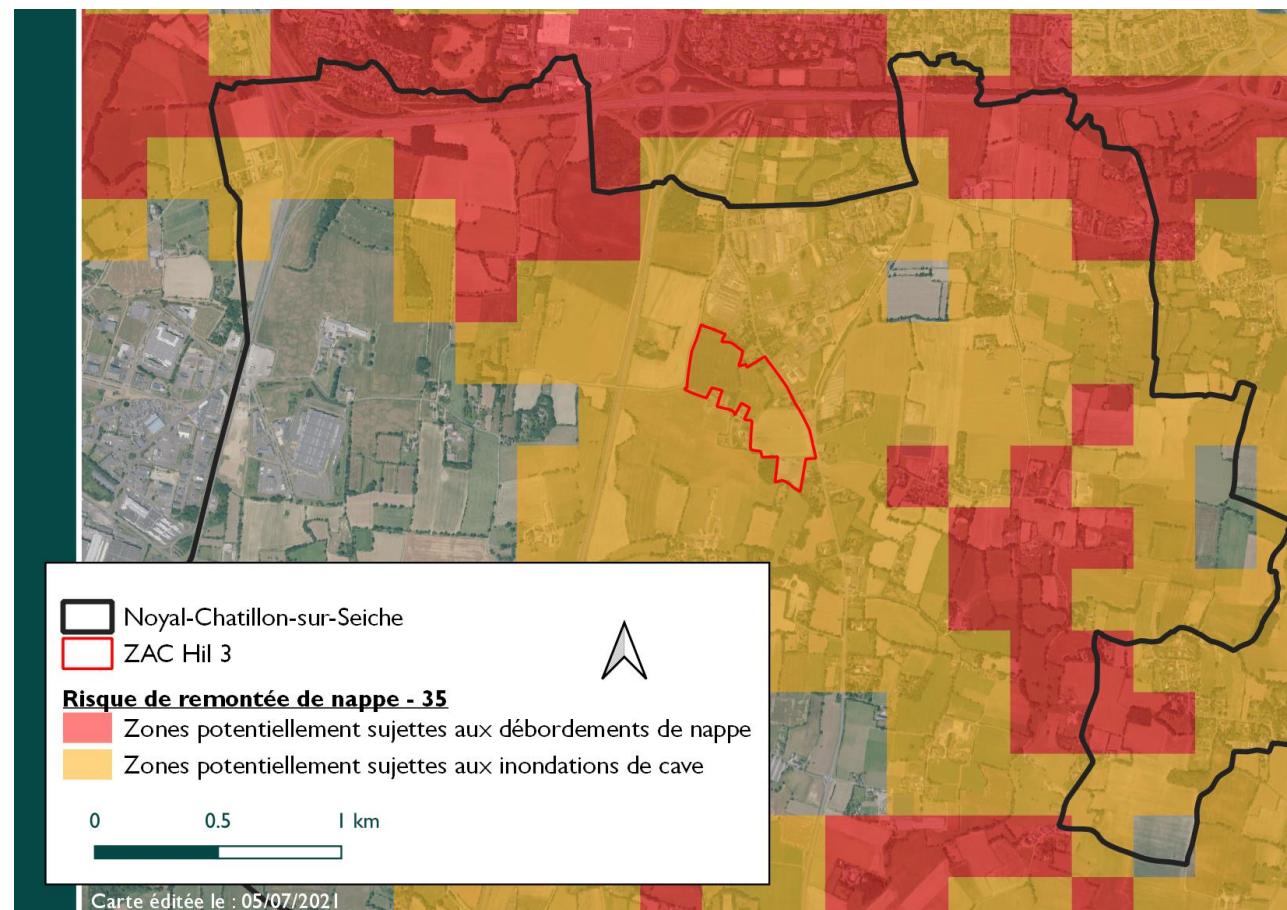 Noyal-Chatillon-sur-Seiche
ZAC Hil 3
Risque de remontée de nappe - 35
Zones potentiellement sujettes aux débordements de nappe
Zones potentiellement sujettes aux inondations de cave
0 0.5 1 km
Carte éditée le : 05/07/2021